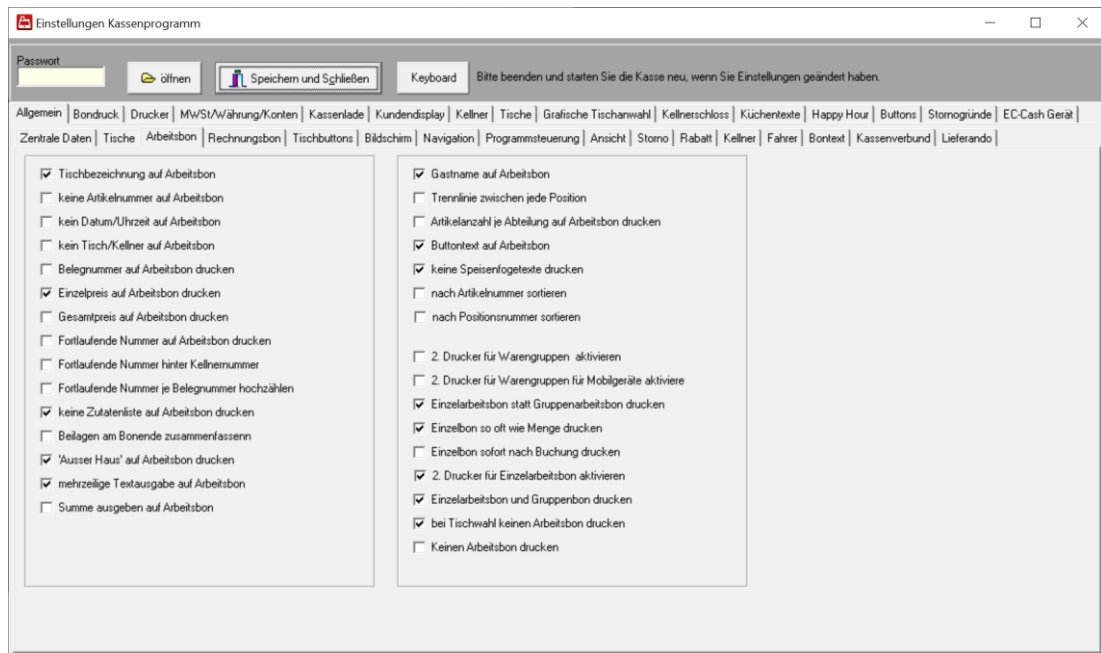 Einstellungen Kassenprogramm
Passwort
öffnen
Speichern und Schließen
Keyboard
Bitte beenden und starten Sie die Kasse neu, wenn Sie Einstellungen geändert haben.
Allgemein | Bondruck | Drucker | MWSt/Währung/Konten | Kassenlade | Kundendisplay | Kellner | Tische | Grafische Tischanwahl | Kellnerschloss | Küchentexte | Happy Hour | Buttons | Stornogründe | EC-Cash Gerät
Zentrale Daten | Tische | Arbeitsbon | Rechnungsbon | Tischbuttons | Bildschirm | Navigation | Programmsteuerung | Ansicht | Storno | Rabatt | Kellner | Fahrer | Bontext | Kassenverbund | Lieferando
Tischbezeichnung auf Arbeitsbon
keine Artikelnummer auf Arbeitsbon
kein Datum/Uhrzeit auf Arbeitsbon
kein Tisch/Kellner auf Arbeitsbon
Belegnummer auf Arbeitsbon drucken
Einzelpreis auf Arbeitsbon drucken
Gesamtpreis auf Arbeitsbon drucken
Fortlaufende Nummer auf Arbeitsbon drucken
Fortlaufende Nummer hinter Kellnernummer
Fortlaufende Nummer je Belegnummer hochzählen
keine Zutatenliste auf Arbeitsbon drucken
Beilagen am Bonende zusammenfassenn
'Ausser Haus' auf Arbeitsbon drucken
mehrzeilige Textausgabe auf Arbeitsbon
Summe ausgeben auf Arbeitsbon
Gastname auf Arbeitsbon
Trennlinie zwischen jede Position
Artikelanzahl je Abteilung auf Arbeitsbon drucken
Buttontext auf Arbeitsbon
keine Speisenfogetexte drucken
nach Artikelnummer sortieren
nach Positionsnummer sortieren
2. Drucker für Warengruppen aktivieren
2. Drucker für Warengruppen für Mobilgeräte aktiviere
Einzelarbeitsbon statt Gruppenarbeitsbon drucken
Einzelbon so oft wie Menge drucken
Einzelbon sofort nach Buchung drucken
2. Drucker für Einzelarbeitsbon aktivieren
Einzelarbeitsbon und Gruppenbon drucken
bei Tischwahl keinen Arbeitsbon drucken
Keinen Arbeitsbon drucken